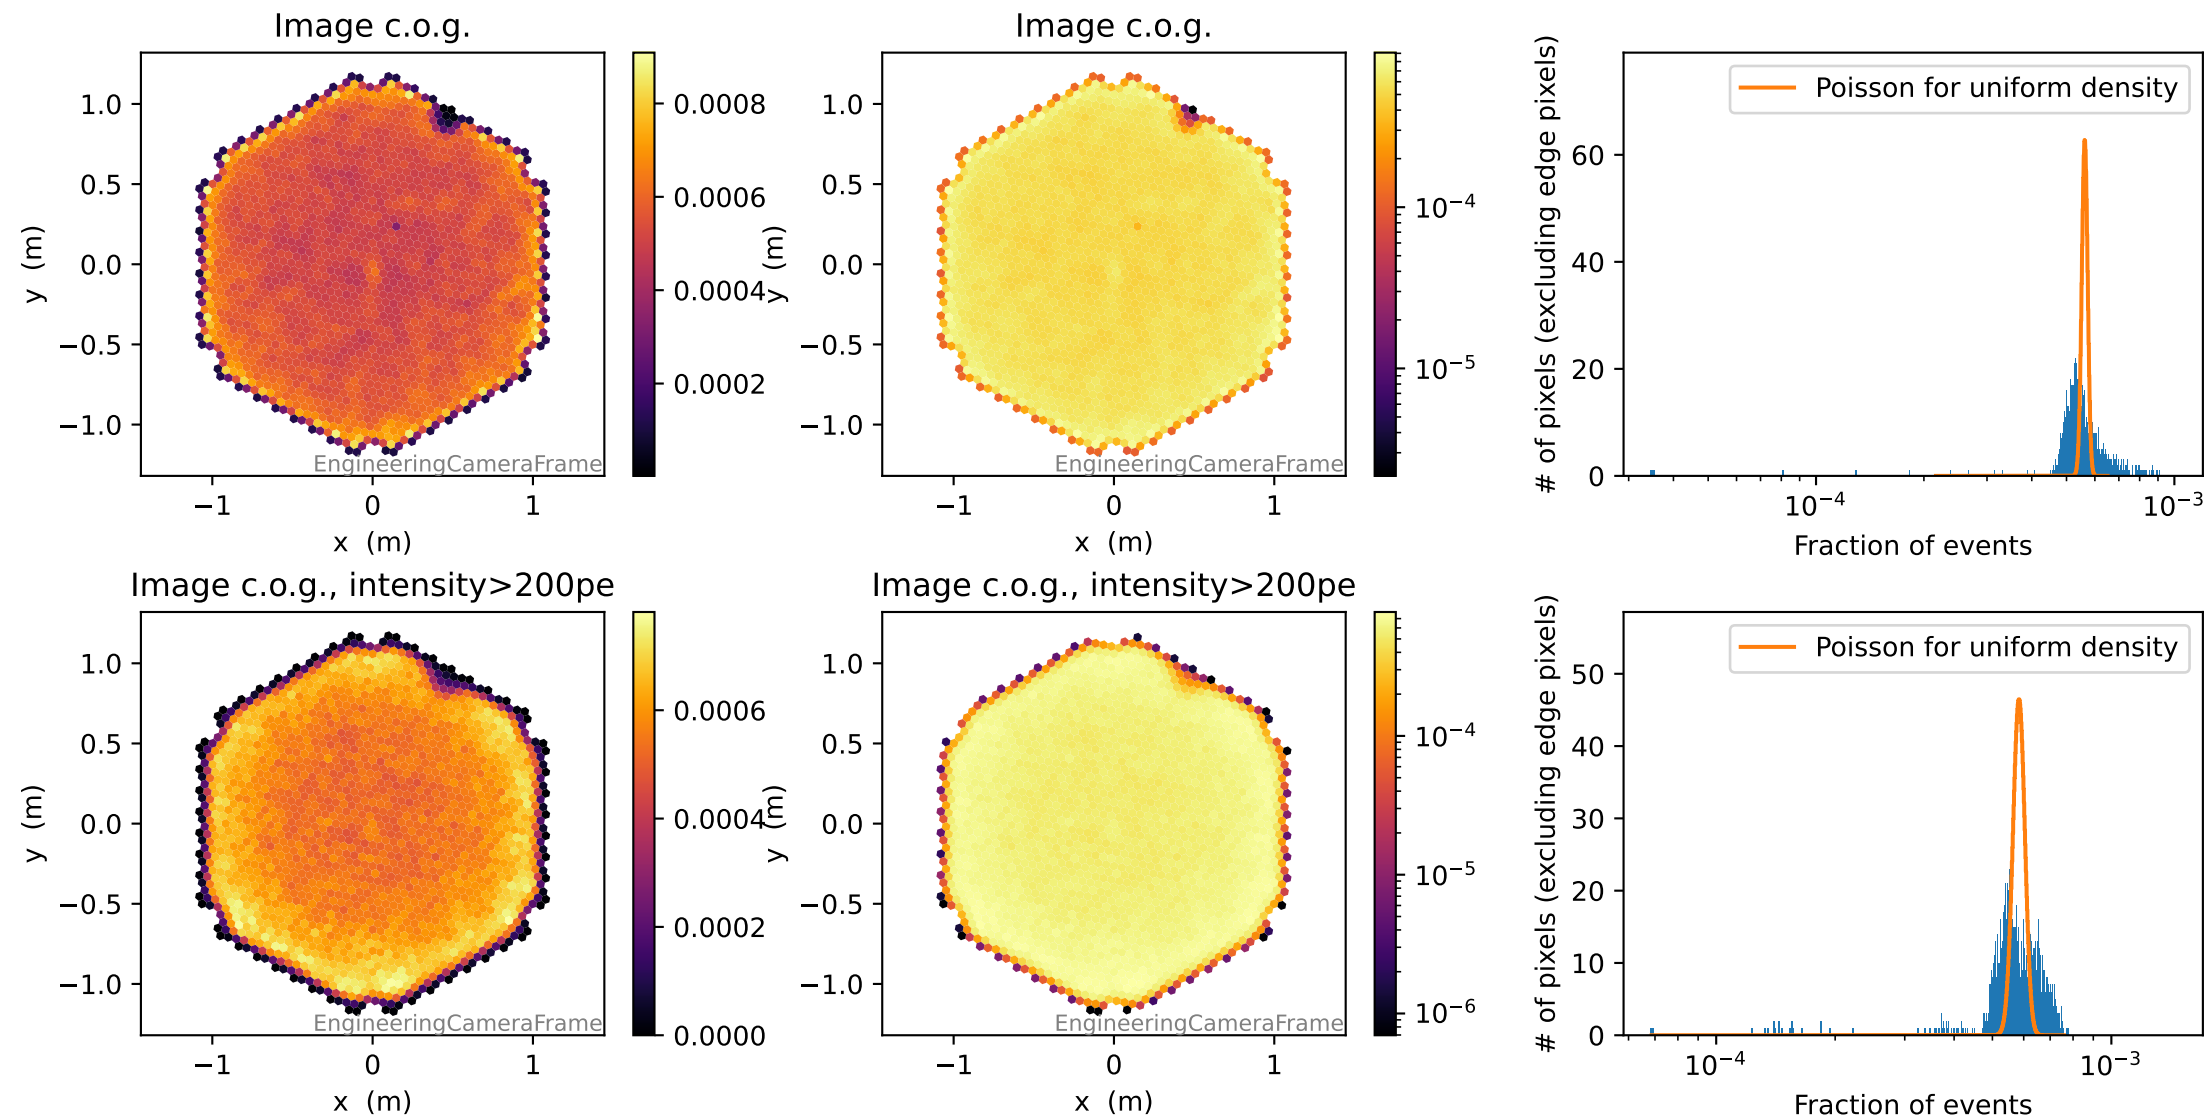 Image c.o.g.
y (m)
1.0
0.5
0.0
−0.5
−1.0
−1
0
1
x (m)
EngineeringCameraFrame
0.0008
0.0006
0.0004
0.0002
Image c.o.g.
y (m)
1.0
0.5
0.0
−0.5
−1.0
−1
0
1
x (m)
EngineeringCameraFrame
10⁻⁴
10⁻⁵
# of pixels (excluding edge pixels)
60
40
20
0
Poisson for uniform density
10⁻⁴
10⁻³
Fraction of events
Image c.o.g., intensity>200pe
y (m)
1.0
0.5
0.0
−0.5
−1.0
−1
0
1
x (m)
EngineeringCameraFrame
0.0006
0.0004
0.0002
0.0000
Image c.o.g., intensity>200pe
y (m)
1.0
0.5
0.0
−0.5
−1.0
−1
0
1
x (m)
EngineeringCameraFrame
10⁻⁴
10⁻⁵
10⁻⁶
# of pixels (excluding edge pixels)
50
40
30
20
10
0
Poisson for uniform density
10⁻⁴
10⁻³
Fraction of events